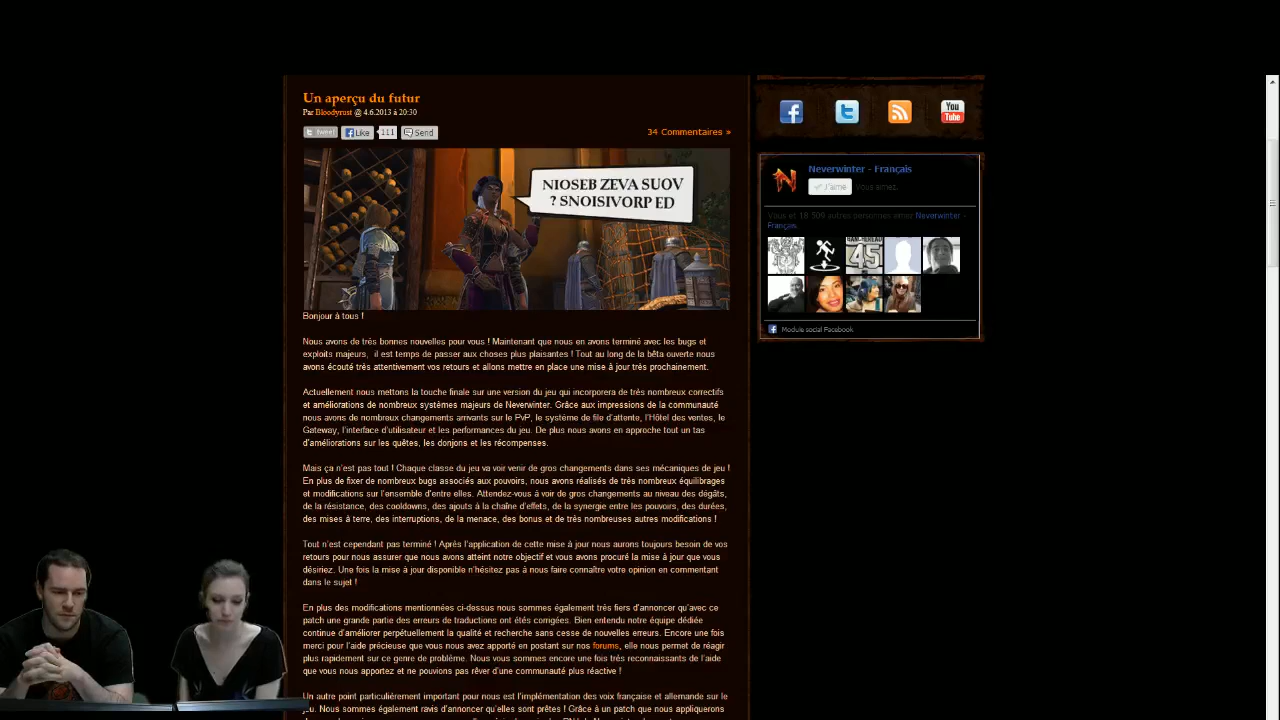 Un aperçu du futur
Par Bloodyrust @ 4.6.2013 à 20:30
Tweet Like 111 Send
34 Commentaires »
NIOSEB ZEVA SUOV
? SNOISIVORP ED
Bonjour à tous !
Nous avons de très bonnes nouvelles pour vous ! Maintenant que nous en avons terminé avec les bugs et
exploits majeurs, il est temps de passer aux choses plus plaisantes ! Tout au long de la bêta ouverte nous
avons écouté très attentivement vos retours et allons mettre en place une mise à jour très prochainement.
Actuellement nous mettons la touche finale sur une version du jeu qui incorporera de très nombreux correctifs
et améliorations de nombreux systèmes majeurs de Neverwinter. Grâce aux impressions de la communauté
nous avons de nombreux changements arrivants sur le PvP, le système de file d'attente, l'Hôtel des ventes, le
Gateway, l'interface d'utilisateur et les performances du jeu. De plus nous avons en approche tout un tas
d'améliorations sur les quêtes, les donjons et les récompenses.
Mais ça n'est pas tout ! Chaque classe du jeu va voir venir de gros changements dans ses mécaniques de jeu !
En plus de fixer de nombreux bugs associés aux pouvoirs, nous avons réalisés de très nombreux équilibrages
et modifications sur l'ensemble d'entre elles. Attendez-vous à voir de gros changements au niveau des dégâts,
de la résistance, des cooldowns, des ajouts à la chaîne d'effets, de la synergie entre les pouvoirs, des durées,
des mises à terre, des interruptions, de la menace, des bonus et de très nombreuses autres modifications !
Tout n'est cependant pas terminé ! Après l'application de cette mise à jour nous aurons toujours besoin de vos
retours pour nous assurer que nous avons atteint notre objectif et vous avons procuré la mise à jour que vous
désiriez. Une fois la mise à jour disponible n'hésitez pas à nous faire connaître votre opinion en commentant
dans le sujet !
En plus des modifications mentionnées ci-dessus nous sommes également très fiers d'annoncer qu'avec ce
patch une grande partie des erreurs de traductions ont étés corrigées. Bien entendu notre équipe dédiée
continue d'améliorer perpétuellement la qualité et recherche sans cesse de nouvelles erreurs. Encore une fois
merci pour l'aide précieuse que vous nous avez apporté en postant sur nos forums, elle nous permet de réagir
plus rapidement sur ce genre de problème. Nous vous sommes encore une fois très reconnaissants de l'aide
que vous nous apportez et ne pouvions pas rêver d'une communauté plus réactive !
Un autre point particulièrement important pour nous est l'implémentation des voix française et allemande sur le
jeu. Nous sommes également ravis d'annoncer qu'elles sont prêtes ! Grâce à un patch que nous appliquerons
You Tube
Neverwinter - Français
J'aime Vous aimez.
Vous et 18 509 autres personnes aimez Neverwinter -
Français.
45
Module social Facebook